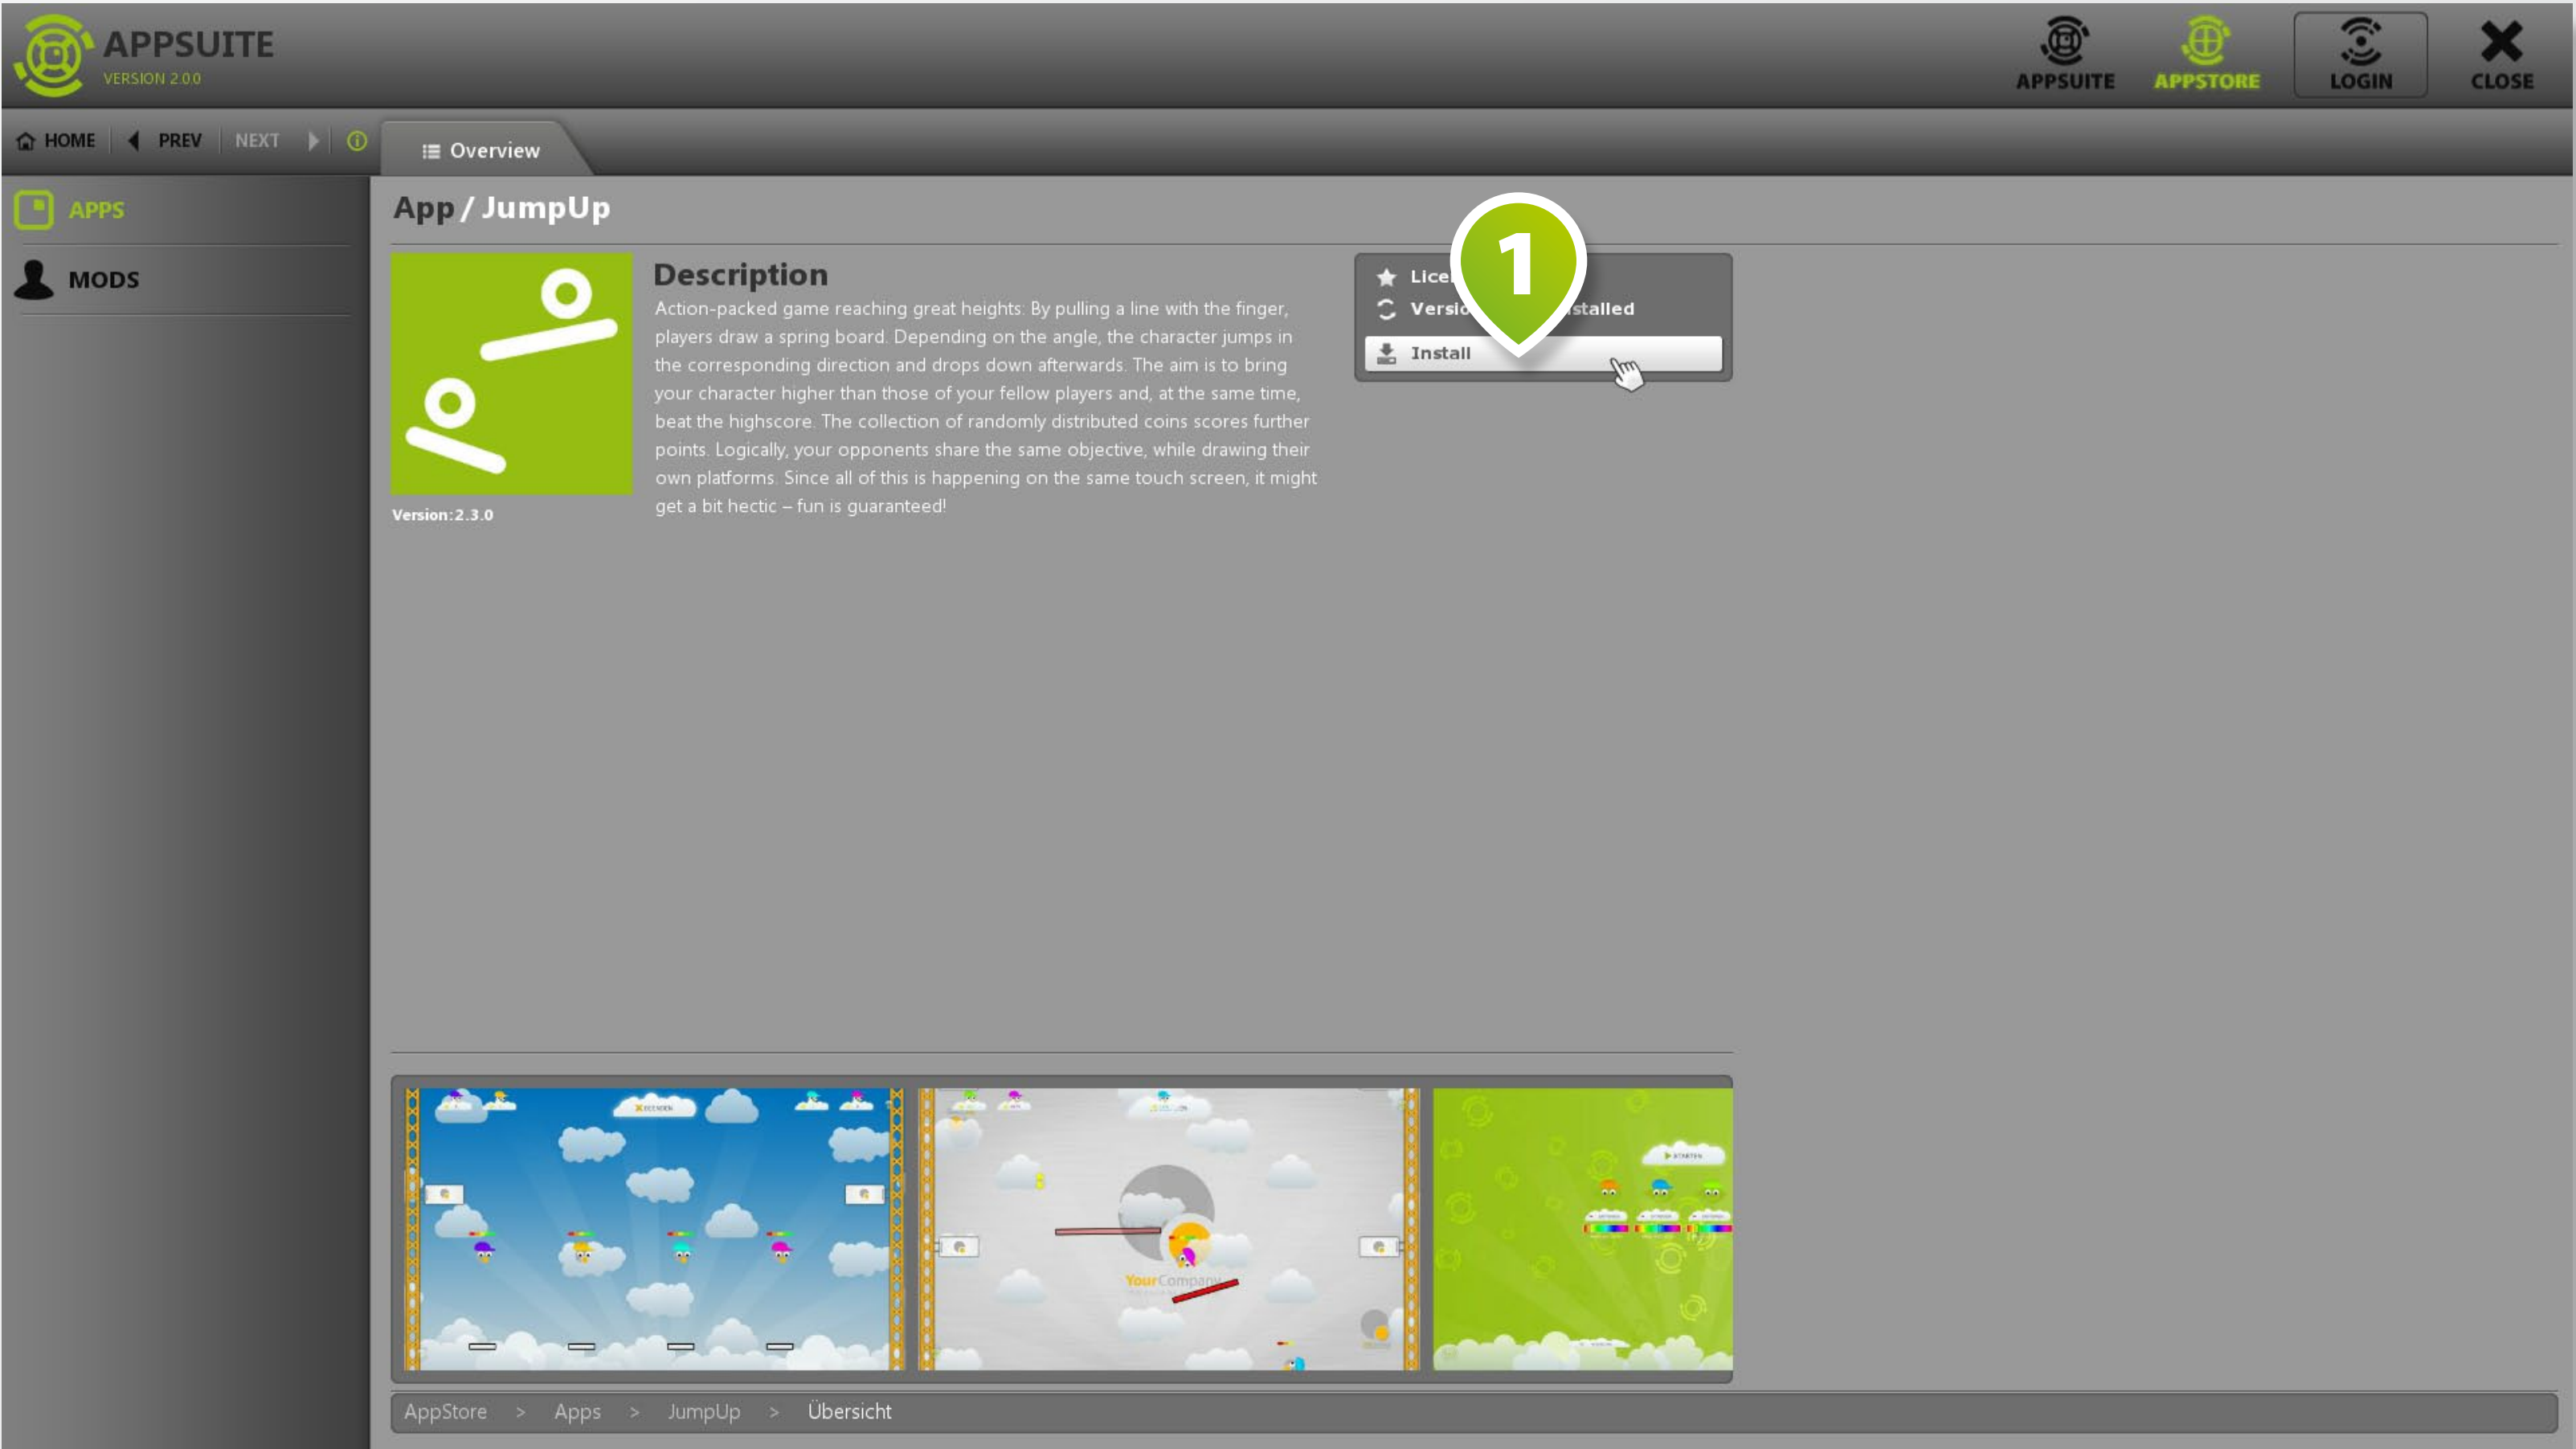 APPSUITE
VERSION 2.0.0
APPSUITE
APPSTORE
LOGIN
CLOSE
HOME
PREV
NEXT
Overview
APPS
MODS
App / JumpUp
Description
Action-packed game reaching great heights: By pulling a line with the finger,
players draw a spring board. Depending on the angle, the character jumps in
the corresponding direction and drops down afterwards. The aim is to bring
your character higher than those of your fellow players and, at the same time,
beat the highscore. The collection of randomly distributed coins scores further
points. Logically, your opponents share the same objective, while drawing their
own platforms. Since all of this is happening on the same touch screen, it might
get a bit hectic – fun is guaranteed!
Version:2.3.0
1
Install
BEENDEN
YourCompany
STARTEN
AppStore > Apps > JumpUp > Übersicht